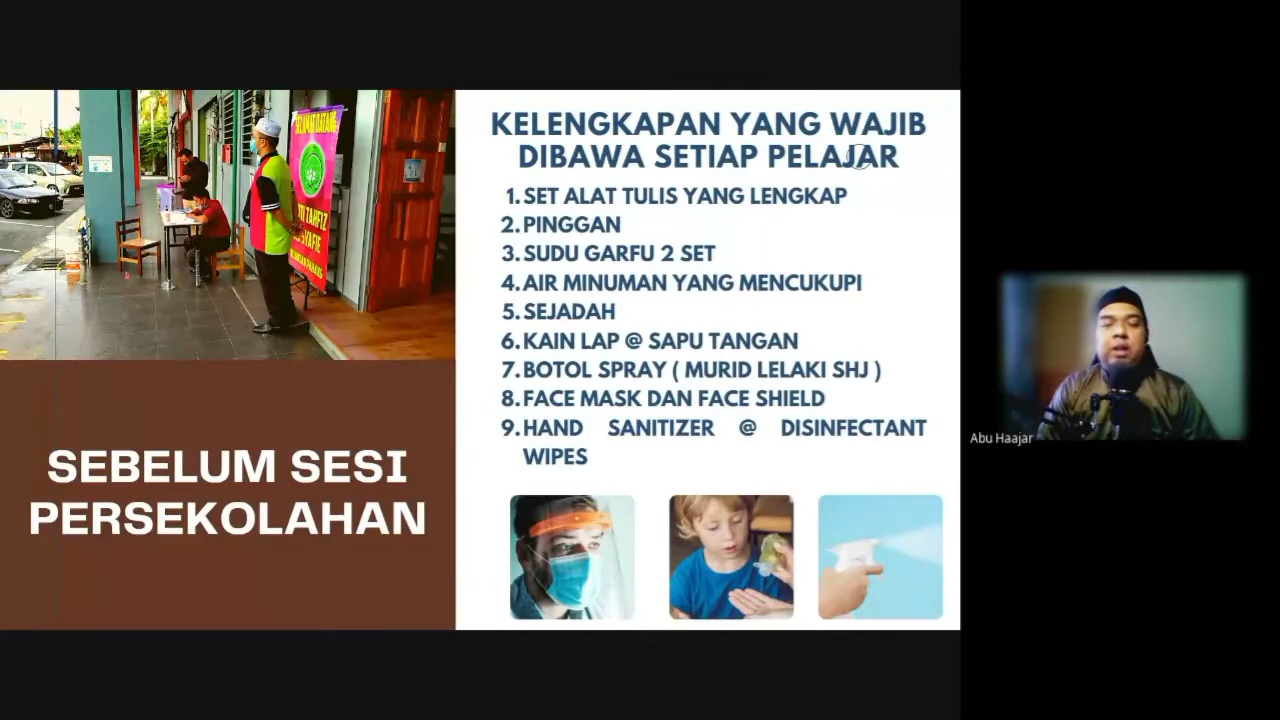 SELAMAT DATANG
KELENGKAPAN YANG WAJIB
DIBAWA SETIAP PELAJAR
1. SET ALAT TULIS YANG LENGKAP
2. PINGGAN
3. SUDU GARFU 2 SET
4. AIR MINUMAN YANG MENCUKUPI
5. SEJADAH
6. KAIN LAP @ SAPU TANGAN
7. BOTOL SPRAY ( MURID LELAKI SHJ )
8. FACE MASK DAN FACE SHIELD
9. HAND SANITIZER @ DISINFECTANT
WIPES
SEBELUM SESI
PERSEKOLAHAN
Abu Haajar